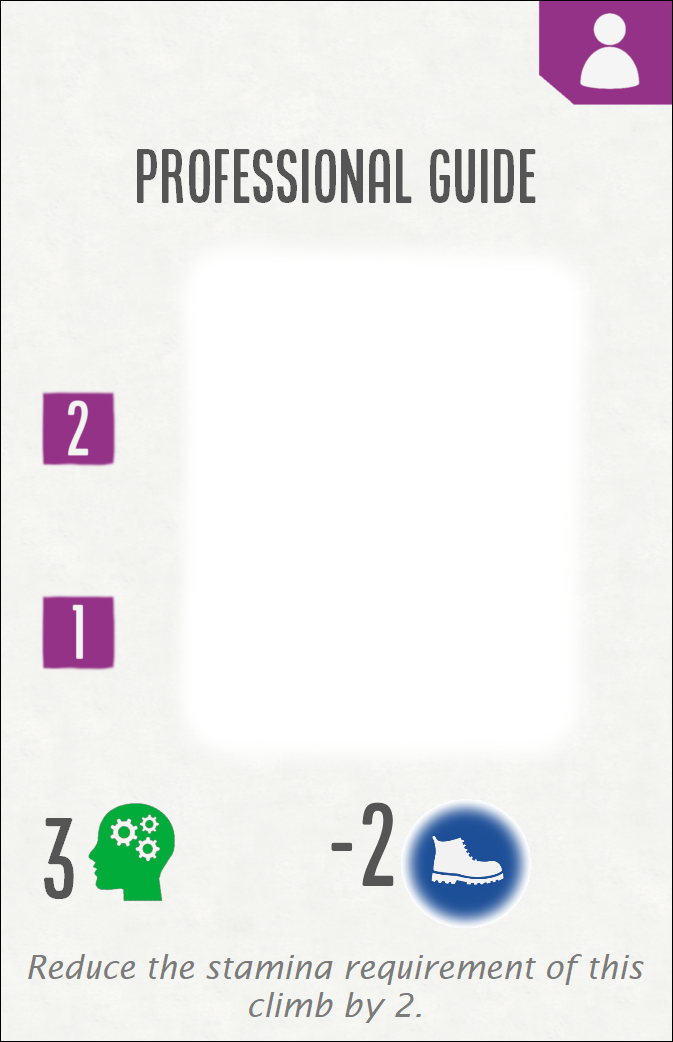 PROFESSIONAL GUIDE
2
1
3
-2
Reduce the stamina requirement of this
climb by 2.